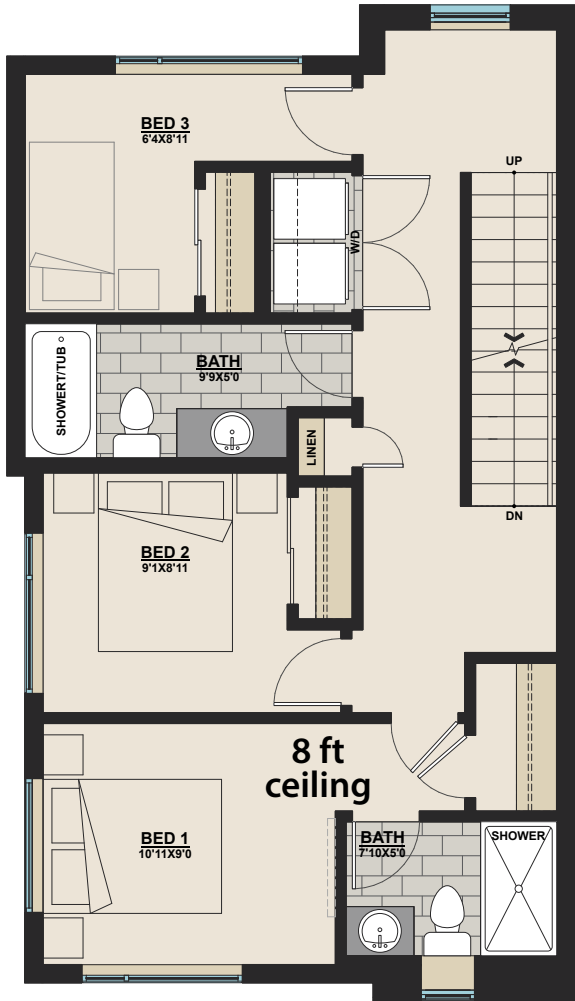 BED 3
6'4X8'11
UP
W/D
BATH
9'9X5'0
SHOWERT/TUB
LINEN
DN
BED 2
9'1X8'11
8 ft
ceiling
BED 1
10'11X9'0
BATH
7'10X5'0
SHOWER